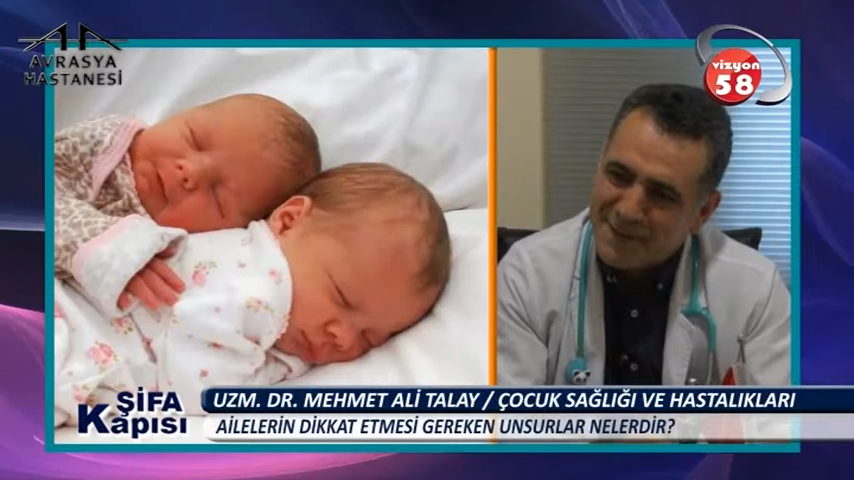 AVRASYA
HASTANESİ
vizyon
58
ŞİFA
Kapısı
UZM. DR. MEHMET ALİ TALAY / ÇOCUK SAĞLIĞI VE HASTALIKLARI
AİLELERİN DİKKAT ETMESİ GEREKEN UNSURLAR NELERDİR?